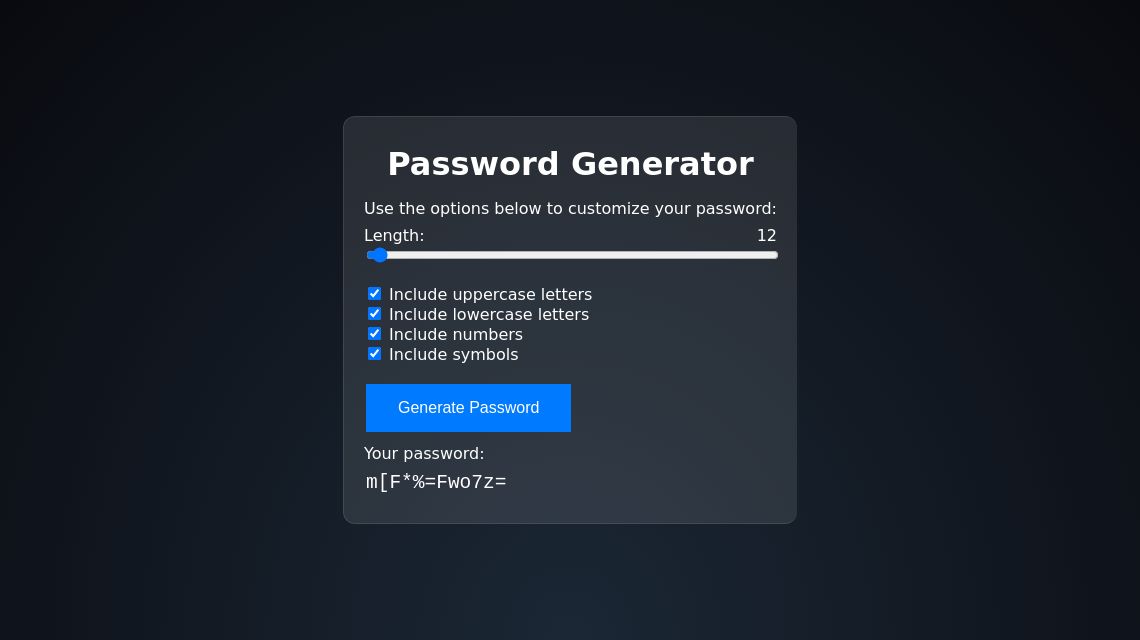 Password Generator
Use the options below to customize your password:
Length: 12
Include uppercase letters
Include lowercase letters
Include numbers
Include symbols
Generate Password
Your password:
m[F*%=Fwo7z=